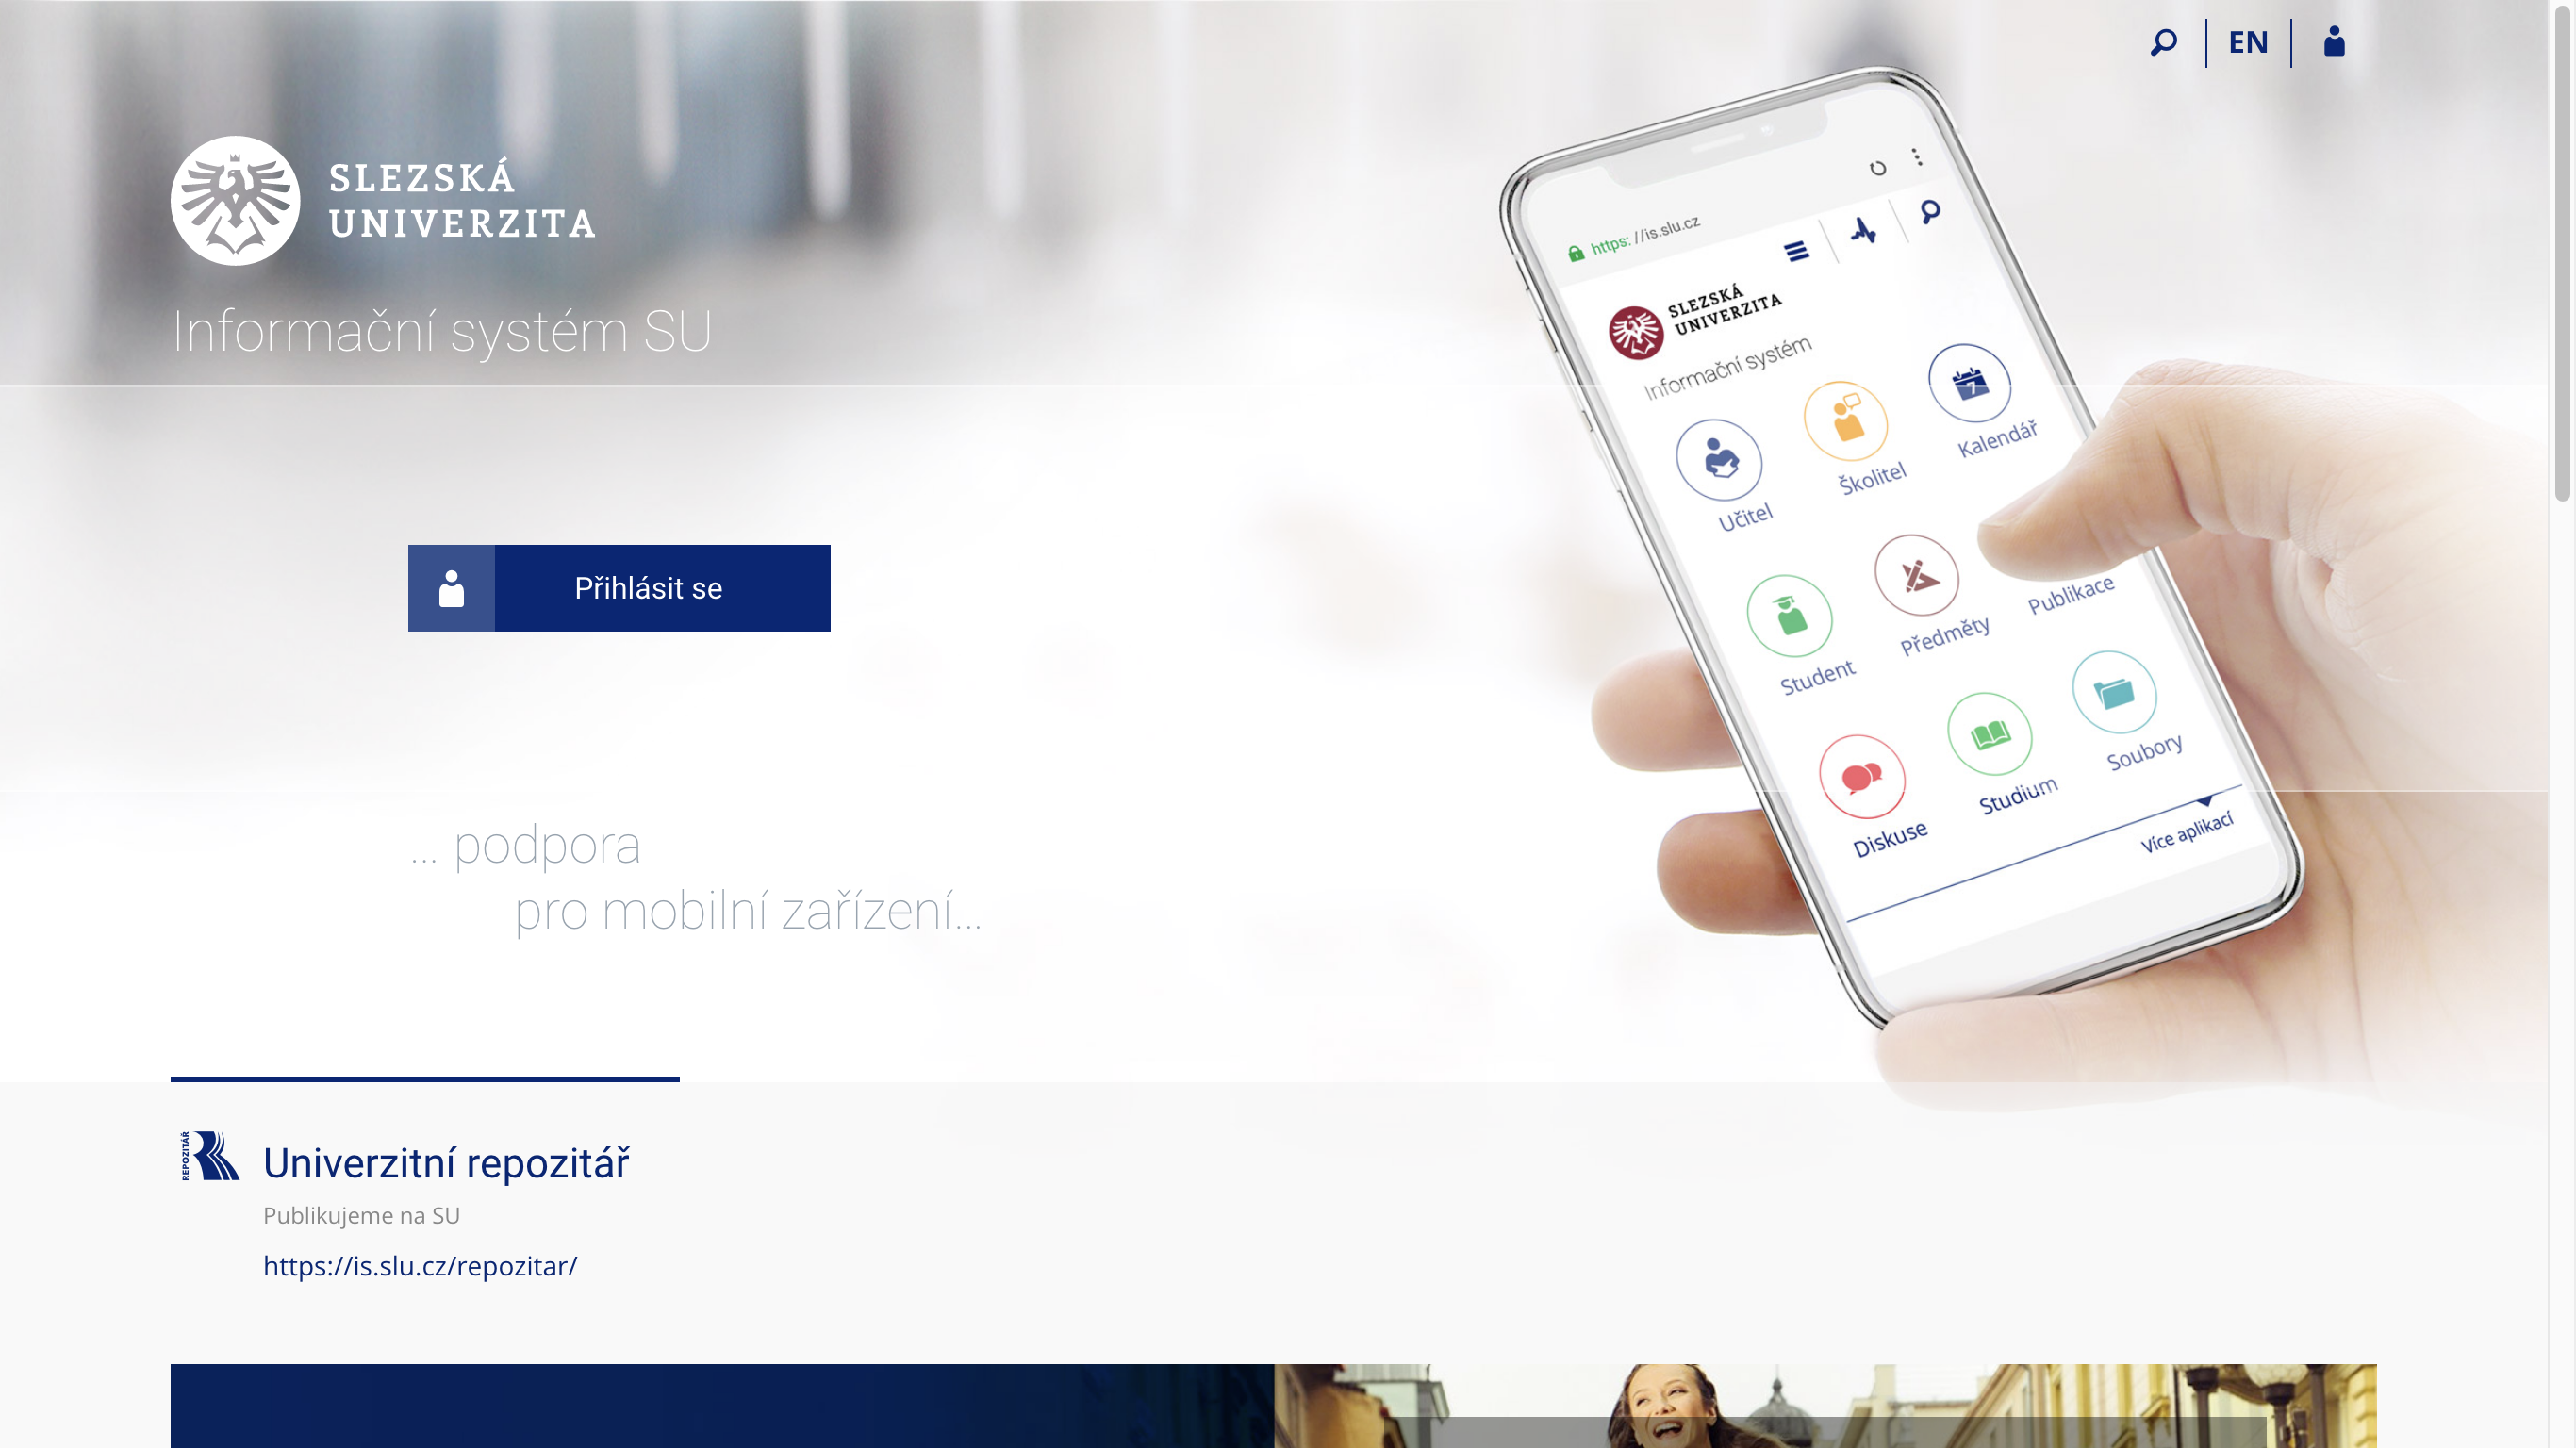 EN
SLEZSKÁ
UNIVERZITA
Informační systém SU
https: //is.slu.cz
SLEZSKÁ
UNIVERZITA
Informační systém
7
Učitel
Školitel
Kalendář
Student
Předměty
Publikace
Diskuse
Studium
Soubory
Více aplikací
Přihlásit se
... podpora
pro mobilní zařízení...
REPOZITÁŘ
Univerzitní repozitář
Publikujeme na SU
https://is.slu.cz/repozitar/